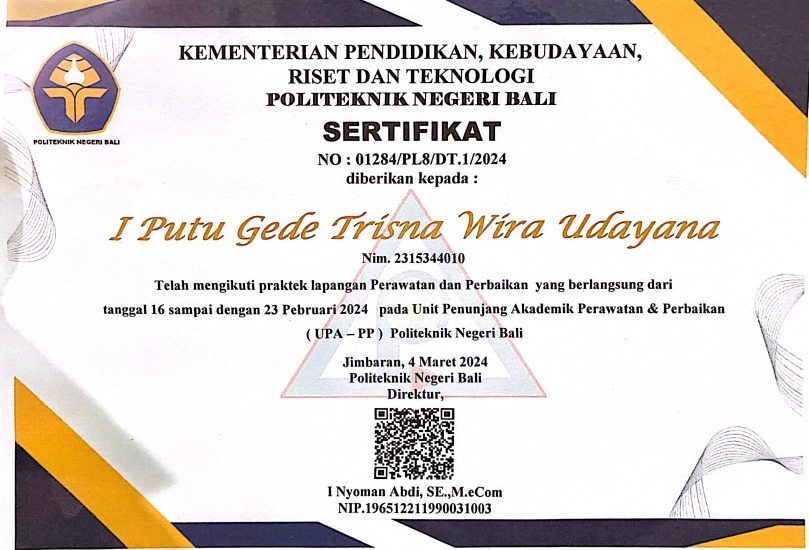 KEMENTERIAN PENDIDIKAN, KEBUDAYAAN,
RISET DAN TEKNOLOGI
POLITEKNIK NEGERI BALI
POLITEKNIK NEGERI BALI
SERTIFIKAT
NO : 01284/PL8/DT.1/2024
diberikan kepada :
I Putu Gede Trisna Wira Udayana
Nim. 2315344010
Telah mengikuti praktek lapangan Perawatan dan Perbaikan yang berlangsung dari
tanggal 16 sampai dengan 23 Pebruari 2024 pada Unit Penunjang Akademik Perawatan & Perbaikan
( UPA – PP ) Politeknik Negeri Bali
Jimbaran, 4 Maret 2024
Politeknik Negeri Bali
Direktur,
I Nyoman Abdi, SE.,M.eCom
NIP.196512211990031003